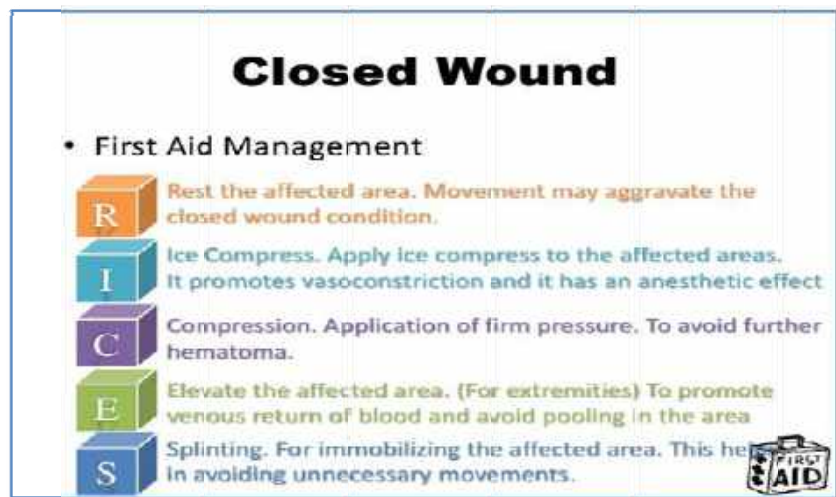 Closed Wound
• First Aid Management
R
Rest the affected area. Movement may aggravate the
closed wound condition.
I
Ice Compress. Apply ice compress to the affected areas.
It promotes vasoconstriction and it has an anesthetic effect
C
Compression. Application of firm pressure. To avoid further
hematoma.
E
Elevate the affected area. (For extremities) To promote
venous return of blood and avoid pooling in the area
S
Splinting. For immobilizing the affected area. This he
in avoiding unnecessary movements.
FIRST
AID